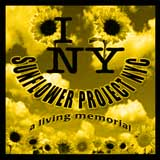 I
NY
SUNFLOWER PROJECT NYC
a living memorial